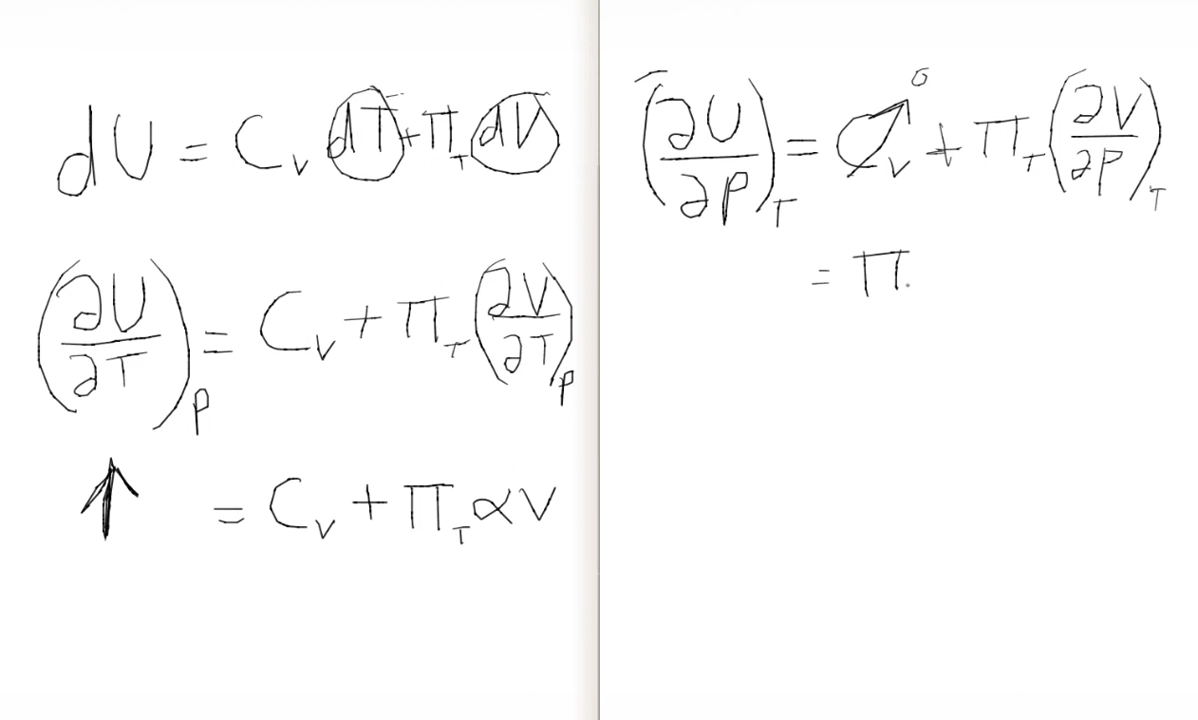 dU = C_V dT + π_T dV
(∂U/∂T)_P = C_V + π_T (∂V/∂T)_P
↑ = C_V + π_T αV
(∂U/∂P)_T = C_V↗0 + π_T (∂V/∂P)_T
= π